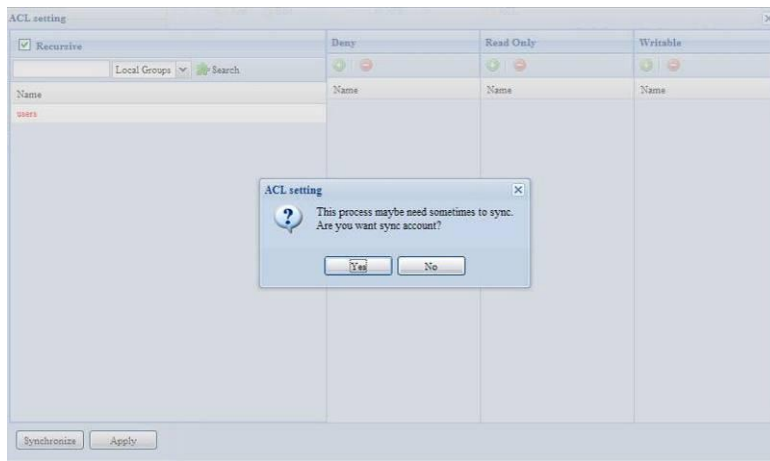 ACL setting
Recursive
Deny
Read Only
Writable
Local Groups
Search
Name
Name
Name
Name
users
ACL setting
This process maybe need sometimes to sync.
Are you want sync account?
Yes
No
Synchronize
Apply